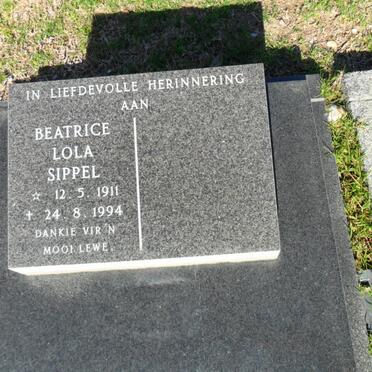 IN LIEFDEVOLLE HERINNERING
AAN
BEATRICE
LOLA
SIPPEL
☆ 12. 5. 1911
✝ 24. 8. 1994
DANKIE VIR 'N
MOOI LEWE.